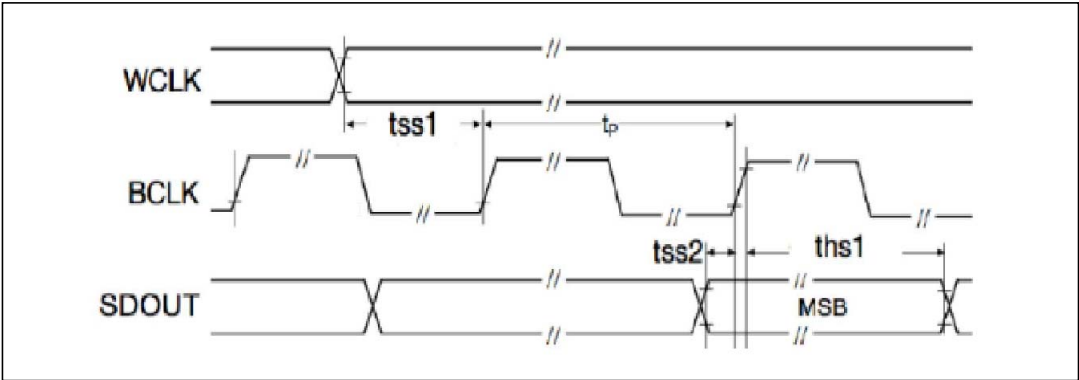 WCLK
tss1
tP
BCLK
tss2
ths1
SDOUT
MSB